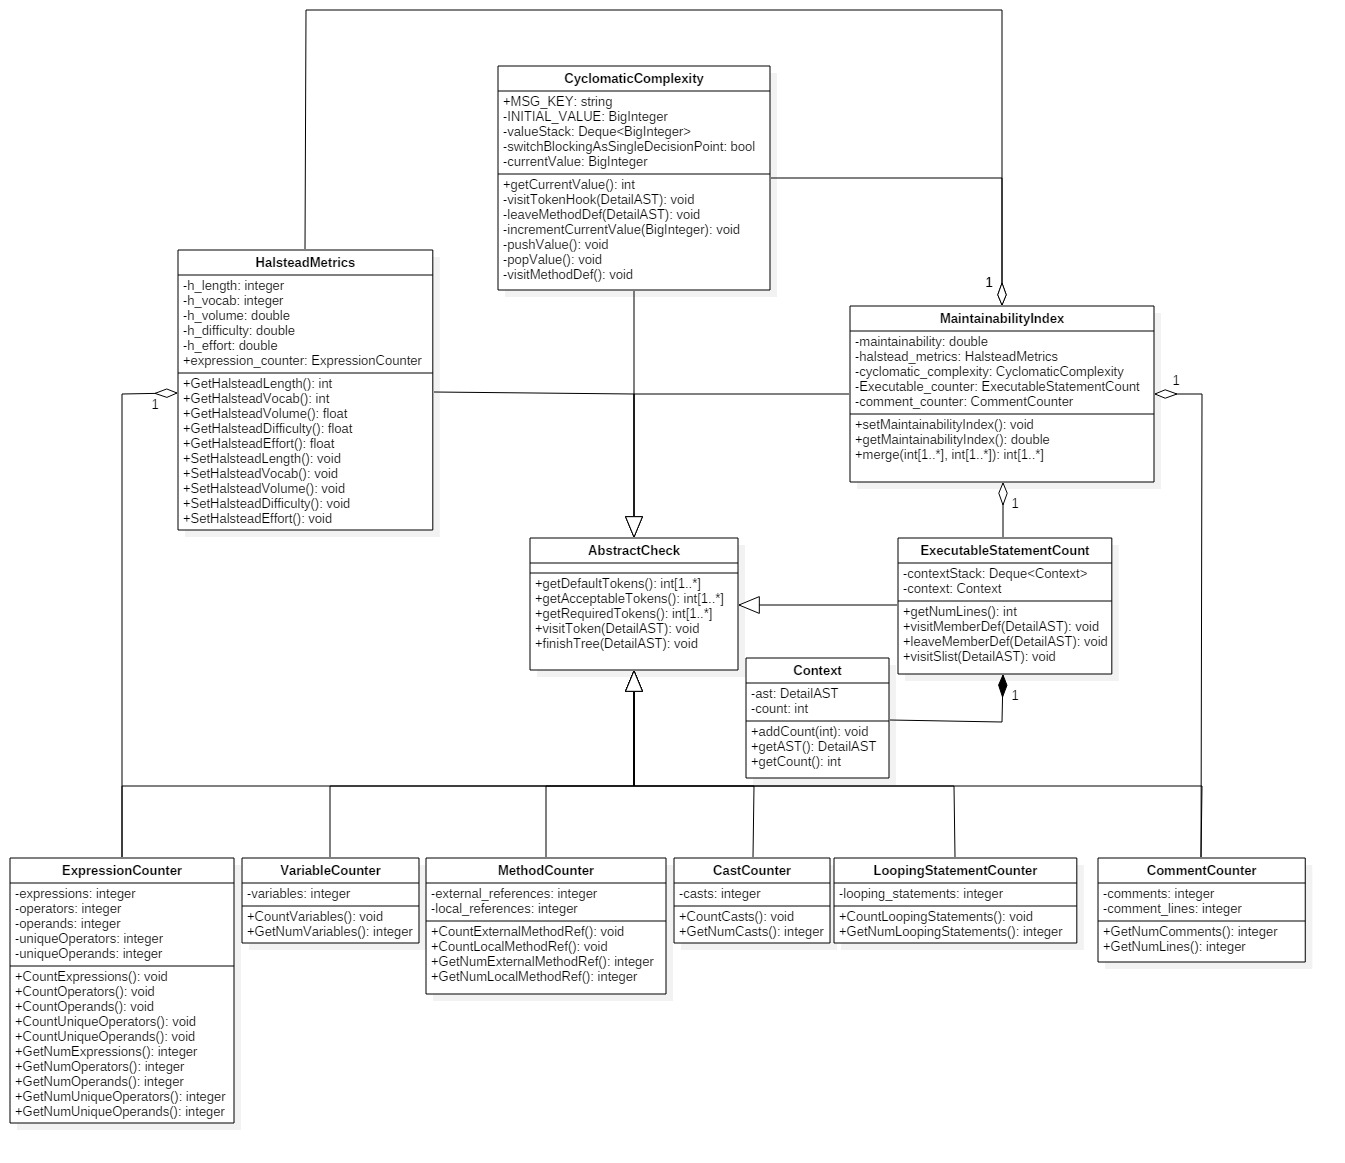 CyclomaticComplexity
+MSG_KEY: string
-INITIAL_VALUE: BigInteger
-valueStack: Deque<BigInteger>
-switchBlockingAsSingleDecisionPoint: bool
-currentValue: BigInteger
+getCurrentValue(): int
-visitTokenHook(DetailAST): void
-leaveMethodDef(DetailAST): void
-incrementCurrentValue(BigInteger): void
-pushValue(): void
-popValue(): void
-visitMethodDef(): void
HalsteadMetrics
-h_length: integer
-h_vocab: integer
-h_volume: double
-h_difficulty: double
-h_effort: double
+expression_counter: ExpressionCounter
+GetHalsteadLength(): int
+GetHalsteadVocab(): int
+GetHalsteadVolume(): float
+GetHalsteadDifficulty(): float
+GetHalsteadEffort(): float
+SetHalsteadLength(): void
+SetHalsteadVocab(): void
+SetHalsteadVolume(): void
+SetHalsteadDifficulty(): void
+SetHalsteadEffort(): void
1
1
MaintainabilityIndex
-maintainability: double
-halstead_metrics: HalsteadMetrics
-cyclomatic_complexity: CyclomaticComplexity
-Executable_counter: ExecutableStatementCount
-comment_counter: CommentCounter
+setMaintainabilityIndex(): void
+getMaintainabilityIndex(): double
+merge(int[1..*], int[1..*]): int[1..*]
1
1
AbstractCheck
+getDefaultTokens(): int[1..*]
+getAcceptableTokens(): int[1..*]
+getRequiredTokens(): int[1..*]
+visitToken(DetailAST): void
+finishTree(DetailAST): void
ExecutableStatementCount
-contextStack: Deque<Context>
-context: Context
+getNumLines(): int
+visitMemberDef(DetailAST): void
+leaveMemberDef(DetailAST): void
+visitSlist(DetailAST): void
1
Context
-ast: DetailAST
-count: int
+addCount(int): void
+getAST(): DetailAST
+getCount(): int
ExpressionCounter
-expressions: integer
-operators: integer
-operands: integer
-uniqueOperators: integer
-uniqueOperands: integer
+CountExpressions(): void
+CountOperators(): void
+CountOperands(): void
+CountUniqueOperators(): void
+CountUniqueOperands(): void
+GetNumExpressions(): integer
+GetNumOperators(): integer
+GetNumOperands(): integer
+GetNumUniqueOperators(): integer
+GetNumUniqueOperands(): integer
VariableCounter
-variables: integer
+CountVariables(): void
+GetNumVariables(): integer
MethodCounter
-external_references: integer
-local_references: integer
+CountExternalMethodRef(): void
+CountLocalMethodRef(): void
+GetNumExternalMethodRef(): integer
+GetNumLocalMethodRef(): integer
CastCounter
-casts: integer
+CountCasts(): void
+GetNumCasts(): integer
LoopingStatementCounter
-looping_statements: integer
+CountLoopingStatements(): void
+GetNumLoopingStatements(): integer
CommentCounter
-comments: integer
-comment_lines: integer
+GetNumComments(): integer
+GetNumLines(): integer